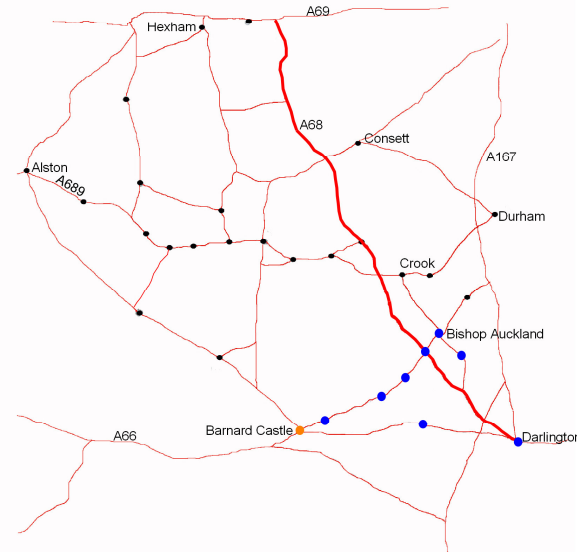 A69
Hexham
A68
Consett
A167
Alston
A689
Durham
Crook
Bishop Auckland
Barnard Castle
A66
Darlington